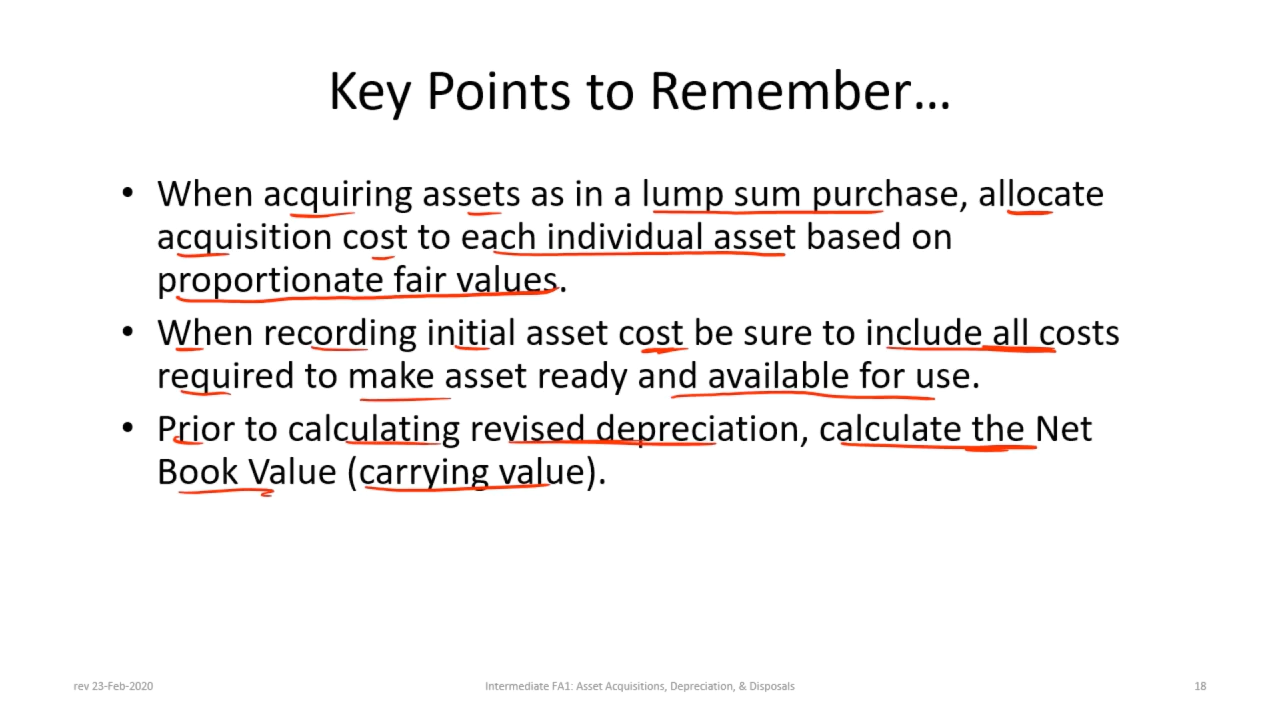 Key Points to Remember…
• When acquiring assets as in a lump sum purchase, allocate
acquisition cost to each individual asset based on
proportionate fair values.
• When recording initial asset cost be sure to include all costs
required to make asset ready and available for use.
• Prior to calculating revised depreciation, calculate the Net
Book Value (carrying value).
rev 23-Feb-2020
Intermediate FA1: Asset Acquisitions, Depreciation, & Disposals
18